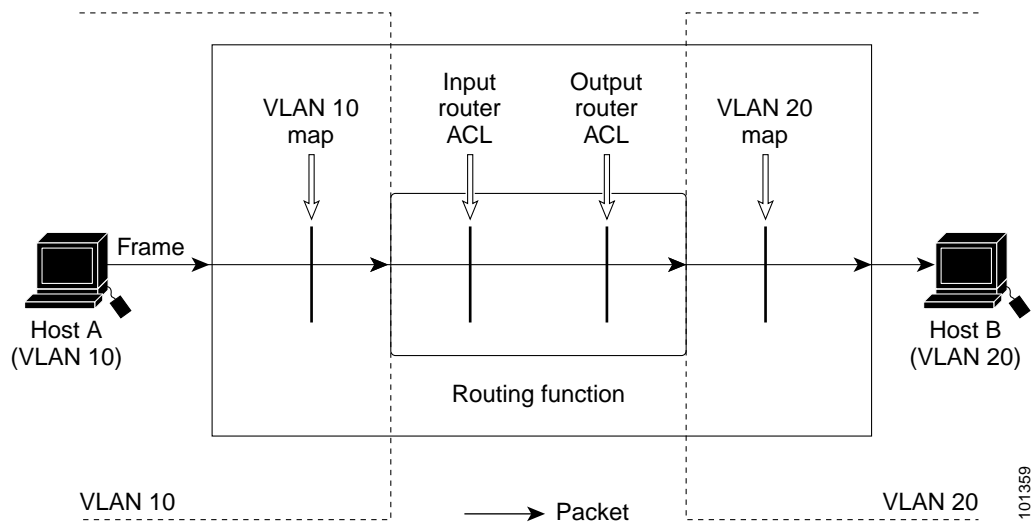 Input
router
ACL
Output
router
ACL
VLAN 10
map
VLAN 20
map
Frame
Host A
(VLAN 10)
Host B
(VLAN 20)
Routing function
VLAN 10
Packet
VLAN 20
101359